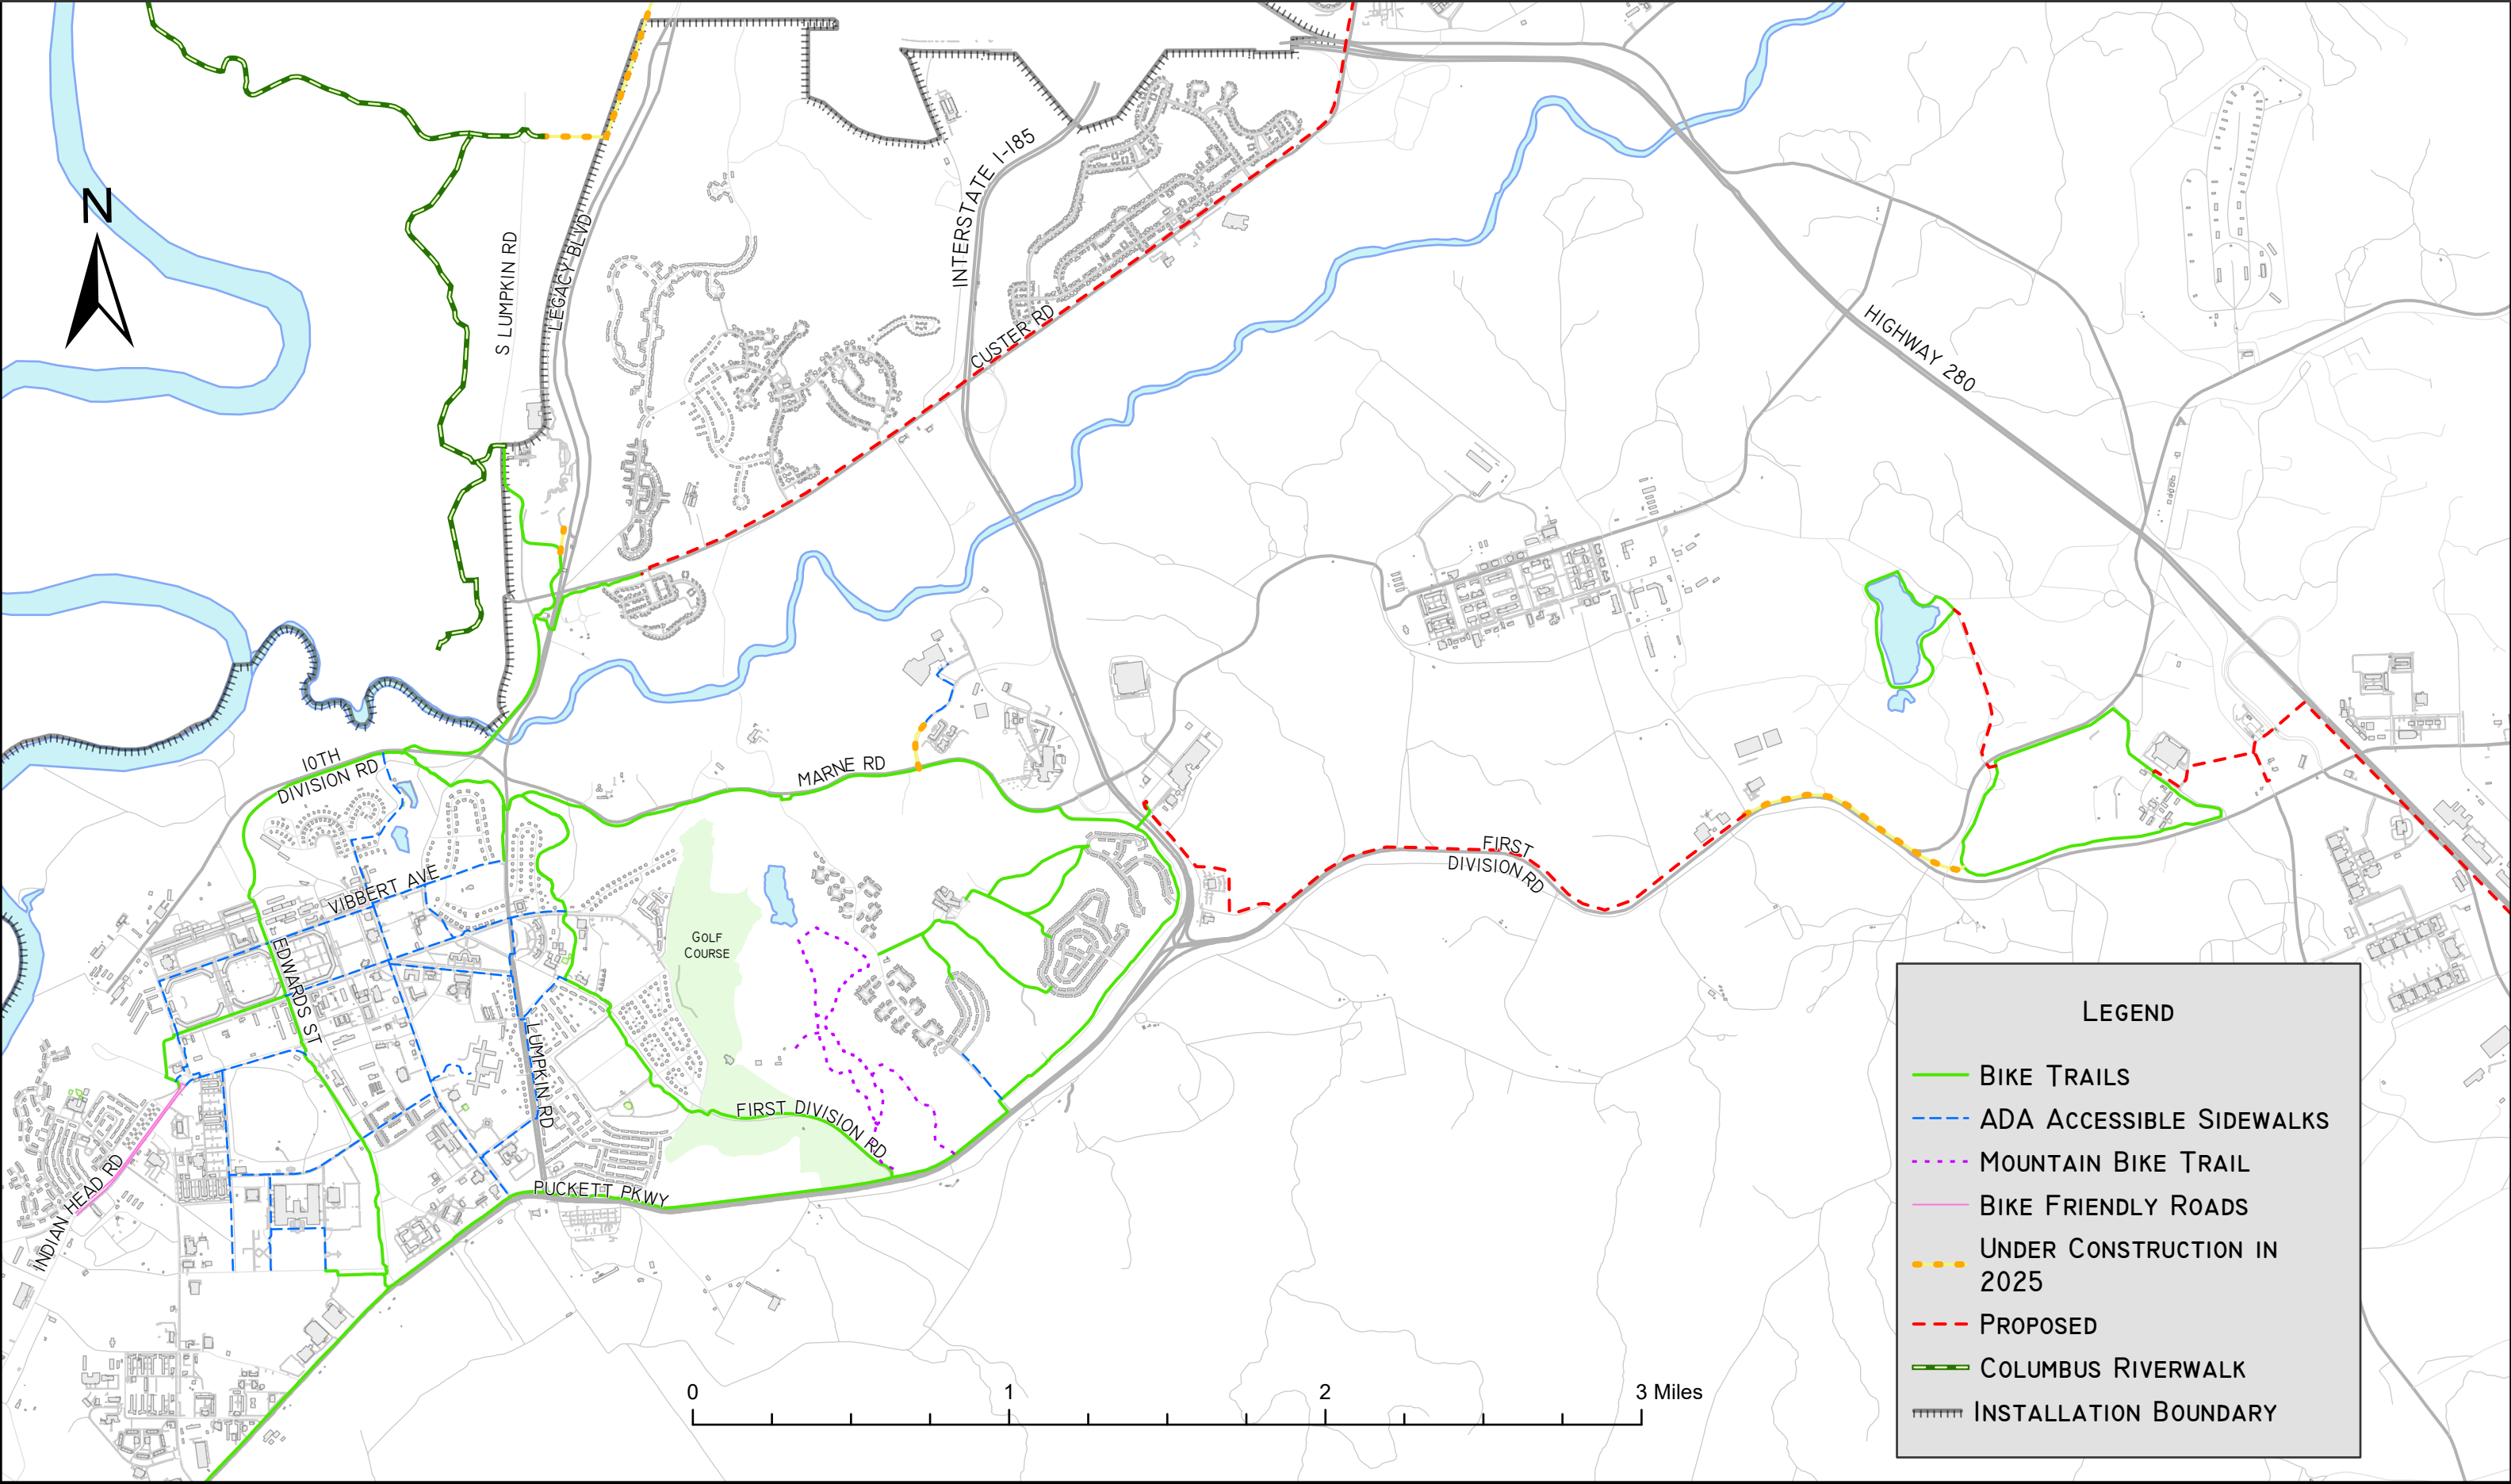 N
S LUMPKIN RD
LEGACY BLVD
INTERSTATE I-185
CUSTER RD
HIGHWAY 280
10TH
DIVISION RD
MARNE RD
VIBBERT AVE
EDWARDS ST
LUMPKIN RD
GOLF
COURSE
FIRST
DIVISION RD
FIRST DIVISION RD
PUCKETT PKWY
INDIAN HEAD RD
0 1 2 3 Miles
LEGEND
BIKE TRAILS
ADA ACCESSIBLE SIDEWALKS
MOUNTAIN BIKE TRAIL
BIKE FRIENDLY ROADS
UNDER CONSTRUCTION IN
2025
PROPOSED
COLUMBUS RIVERWALK
INSTALLATION BOUNDARY